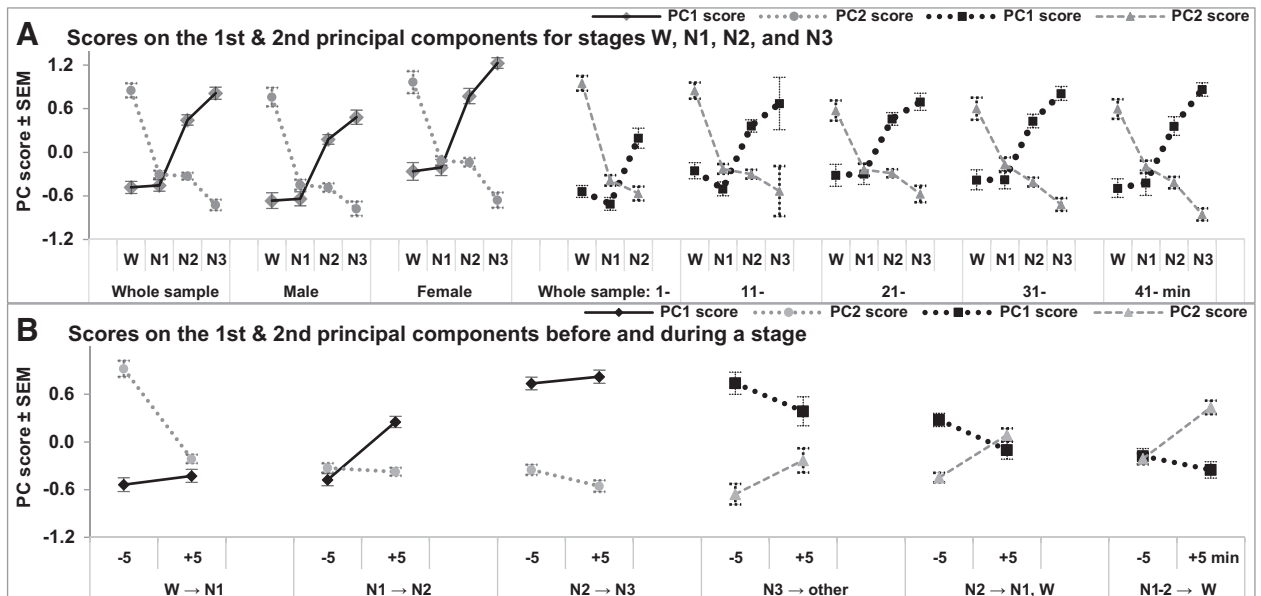 PC1 score PC2 score PC1 score PC2 score
A Scores on the 1st & 2nd principal components for stages W, N1, N2, and N3
PC score ± SEM
1.2
0.6
0.0
-0.6
-1.2
W N1 N2 N3 W N1 N2 N3 W N1 N2 N3 W N1 N2 W N1 N2 N3 W N1 N2 N3 W N1 N2 N3 W N1 N2 N3
Whole sample Male Female Whole sample: 1- 11- 21- 31- 41- min
PC1 score PC2 score PC1 score PC2 score
B Scores on the 1st & 2nd principal components before and during a stage
PC score ± SEM
0.6
0.0
-0.6
-1.2
-5 +5 -5 +5 -5 +5 -5 +5 -5 +5 -5 +5 min
W → N1 N1 → N2 N2 → N3 N3 → other N2 → N1, W N1-2 → W